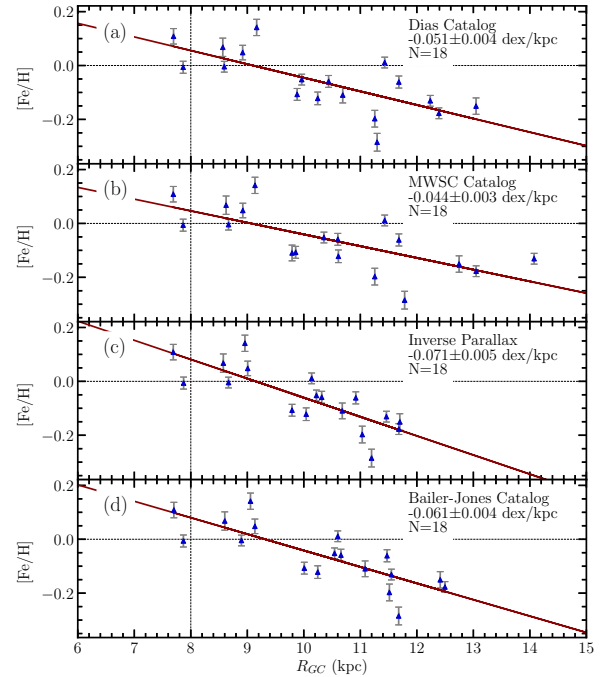 (a)
Dias Catalog
-0.051±0.004 dex/kpc
N=18
[Fe/H]
0.2
0.0
−0.2
(b)
MWSC Catalog
-0.044±0.003 dex/kpc
N=18
[Fe/H]
0.2
0.0
−0.2
(c)
Inverse Parallax
-0.071±0.005 dex/kpc
N=18
[Fe/H]
0.2
0.0
−0.2
(d)
Bailer-Jones Catalog
-0.061±0.004 dex/kpc
N=18
[Fe/H]
0.2
0.0
−0.2
6 7 8 9 10 11 12 13 14 15
R_{GC} (kpc)